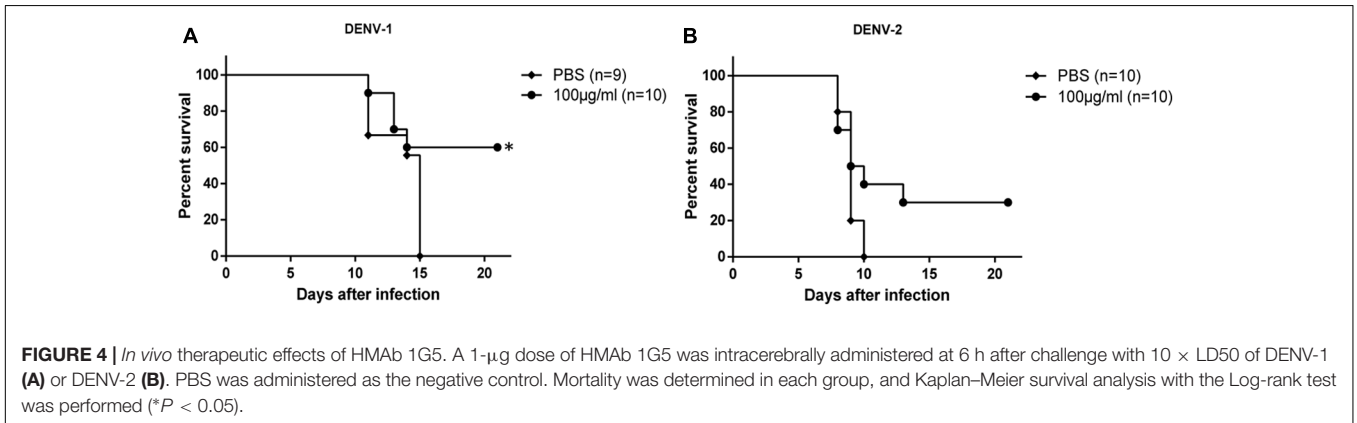 A
DENV-1
Percent survival
100
80
60
40
20
0
0 5 10 15 20
Days after infection
PBS (n=9)
100µg/ml (n=10)
*
B
DENV-2
Percent survival
100
80
60
40
20
0
0 5 10 15 20
Days after infection
PBS (n=10)
100µg/ml (n=10)
FIGURE 4 | In vivo therapeutic effects of HMAb 1G5. A 1-µg dose of HMAb 1G5 was intracerebrally administered at 6 h after challenge with 10 × LD50 of DENV-1
(A) or DENV-2 (B). PBS was administered as the negative control. Mortality was determined in each group, and Kaplan–Meier survival analysis with the Log-rank test
was performed (*P < 0.05).